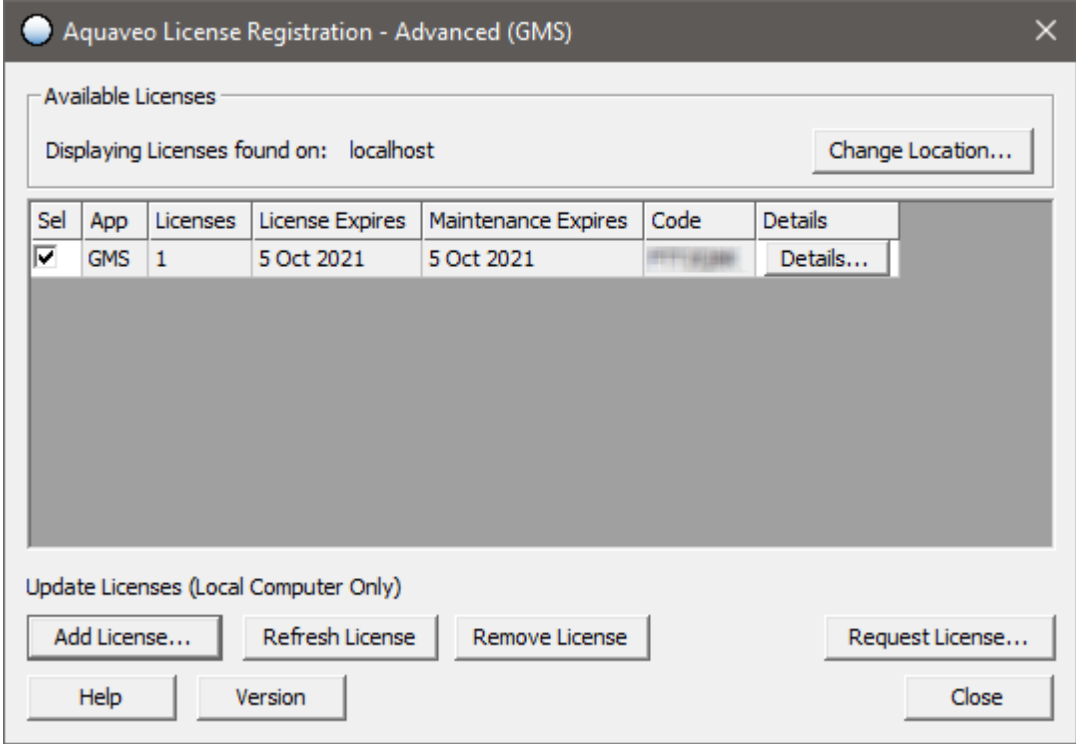 Aquaveo License Registration - Advanced (GMS)
Available Licenses
Displaying Licenses found on: localhost
Change Location...
Sel App Licenses License Expires Maintenance Expires Code Details
GMS 1 5 Oct 2021 5 Oct 2021 Details...
Update Licenses (Local Computer Only)
Add License... Refresh License Remove License Request License...
Help Version Close